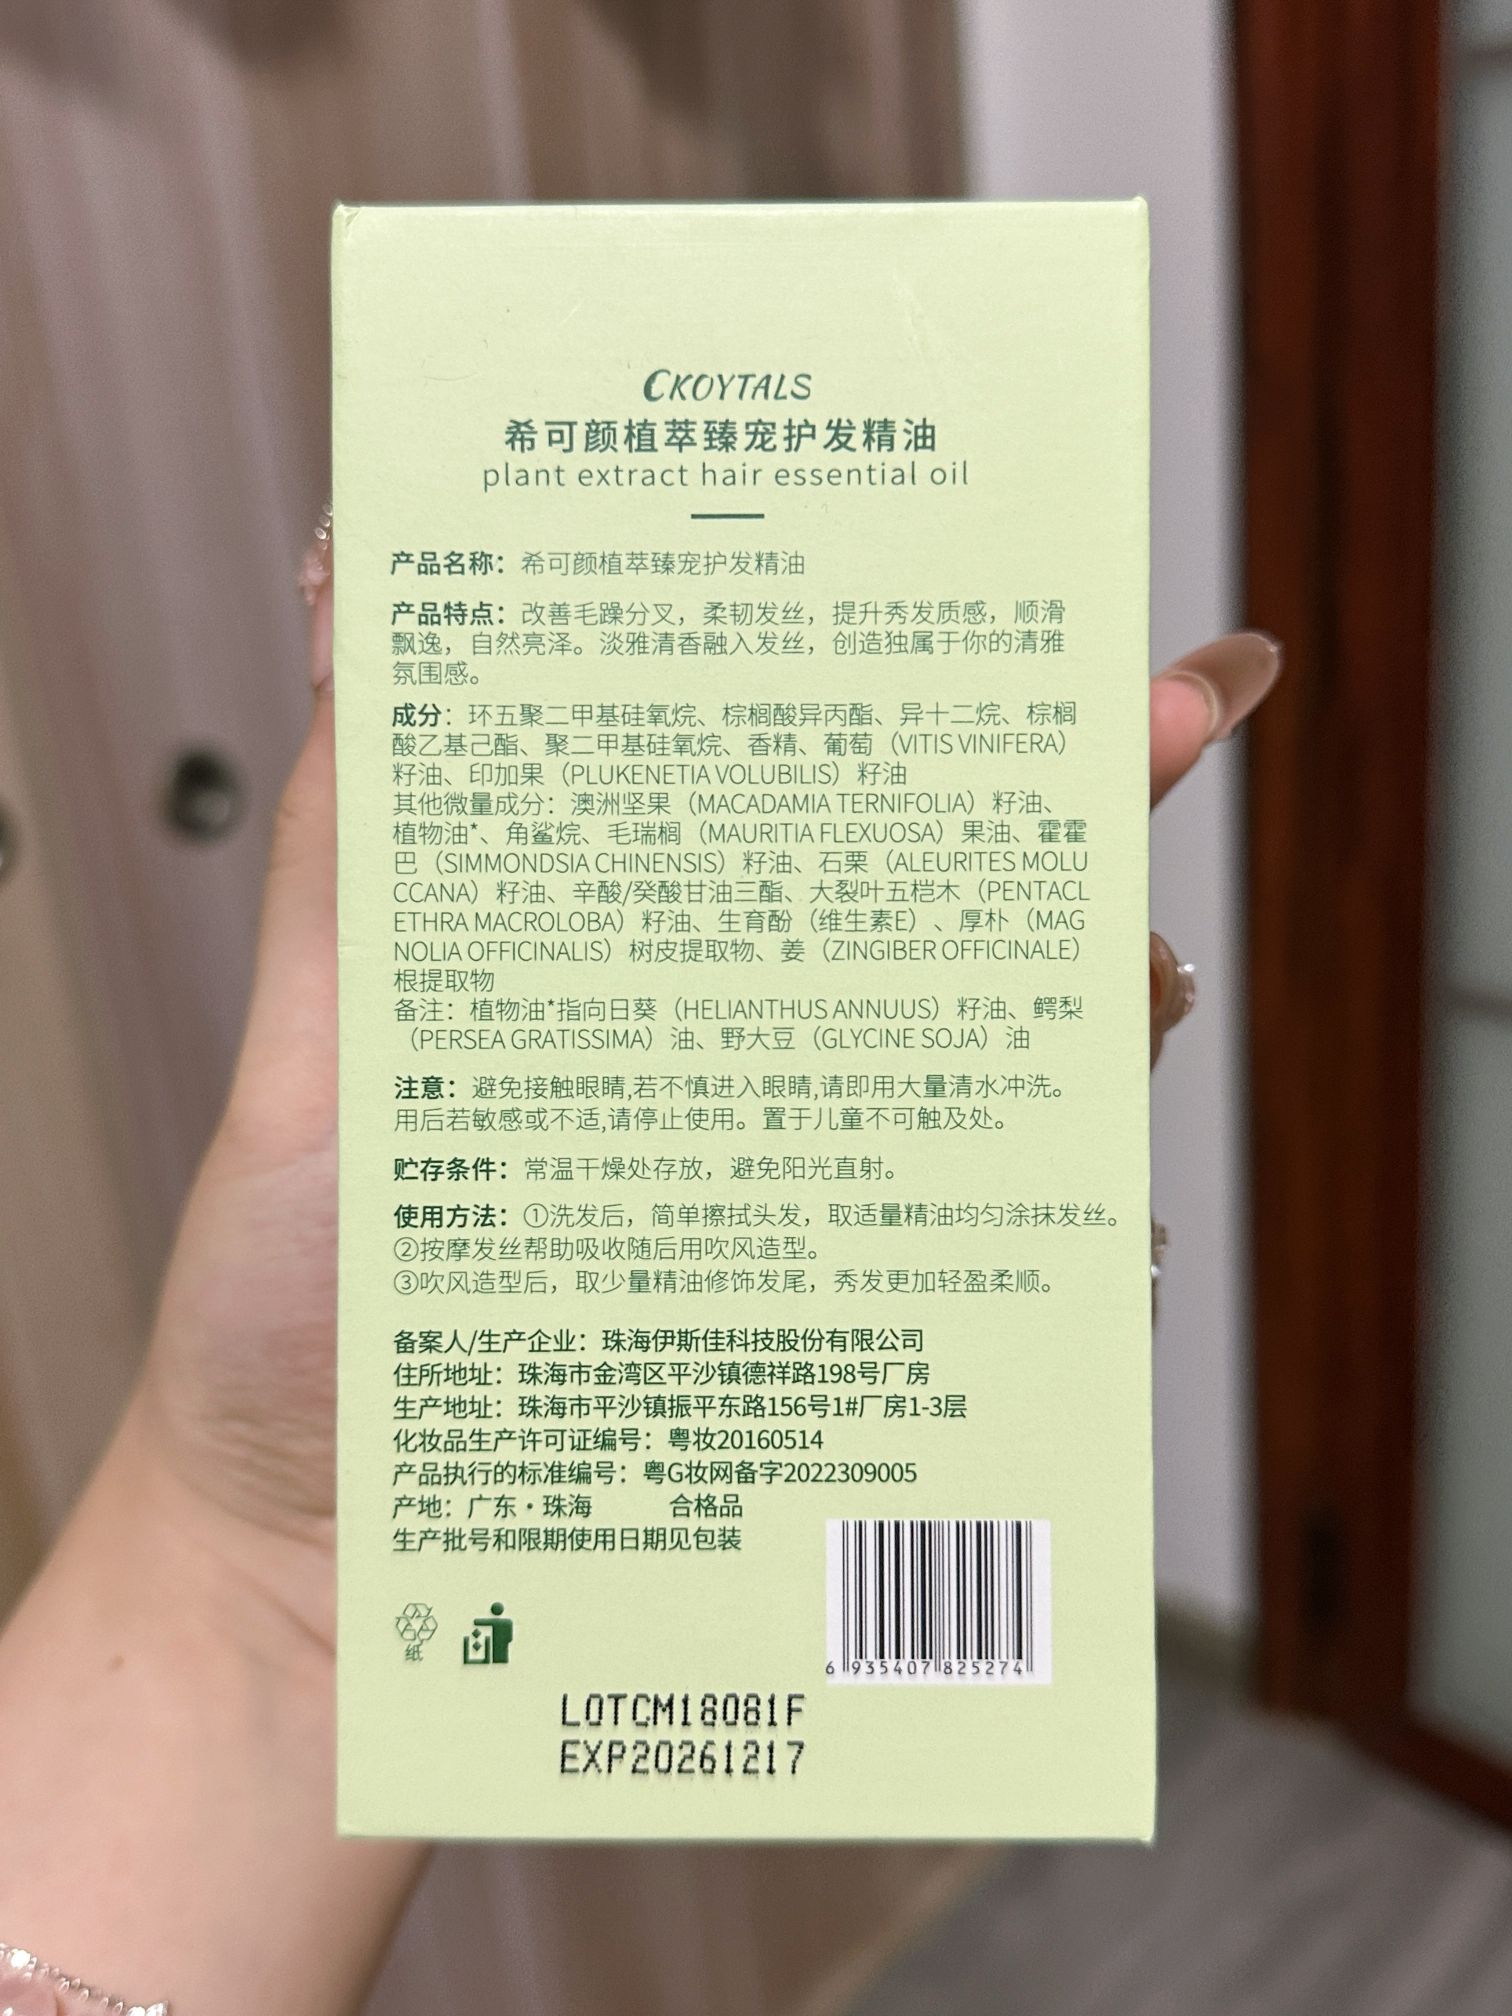 CKOYTALS
希可颜植萃臻宠护发精油
plant extract hair essential oil
产品名称：希可颜植萃臻宠护发精油
产品特点：改善毛躁分叉，柔韧发丝，提升秀发质感，顺滑
飘逸，自然亮泽。淡雅清香融入发丝，创造独属于你的清雅
氛围感。
成分：环五聚二甲基硅氧烷、棕榈酸异丙酯、异十二烷、棕榈
酸乙基己酯、聚二甲基硅氧烷、香精、葡萄（VITIS VINIFERA）
籽油、印加果（PLUKENETIA VOLUBILIS）籽油
其他微量成分：澳洲坚果（MACADAMIA TERNIFOLIA）籽油、
植物油*、角鲨烷、毛瑞榈（MAURITIA FLEXUOSA）果油、霍霍
巴（SIMMONDSIA CHINENSIS）籽油、石栗（ALEURITES MOLU
CCANA）籽油、辛酸/癸酸甘油三酯、大裂叶五桤木（PENTACL
ETHRA MACROLOBA）籽油、生育酚（维生素E）、厚朴（MAG
NOLIA OFFICINALIS）树皮提取物、姜（ZINGIBER OFFICINALE）
根提取物
备注：植物油*指向日葵（HELIANTHUS ANNUUS）籽油、鳄梨
（PERSEA GRATISSIMA）油、野大豆（GLYCINE SOJA）油
注意：避免接触眼睛,若不慎进入眼睛,请即用大量清水冲洗。
用后若敏感或不适,请停止使用。置于儿童不可触及处。
贮存条件：常温干燥处存放，避免阳光直射。
使用方法：①洗发后，简单擦拭头发，取适量精油均匀涂抹发丝。
②按摩发丝帮助吸收随后用吹风造型。
③吹风造型后，取少量精油修饰发尾，秀发更加轻盈柔顺。
备案人/生产企业：珠海伊斯佳科技股份有限公司
住所地址：珠海市金湾区平沙镇德祥路198号厂房
生产地址：珠海市平沙镇振平东路156号1#厂房1-3层
化妆品生产许可证编号：粤妆20160514
产品执行的标准编号：粤G妆网备字2022309005
产地：广东·珠海 合格品
生产批号和限期使用日期见包装
纸
6 935407 825274
LOTCM18081F
EXP20261217